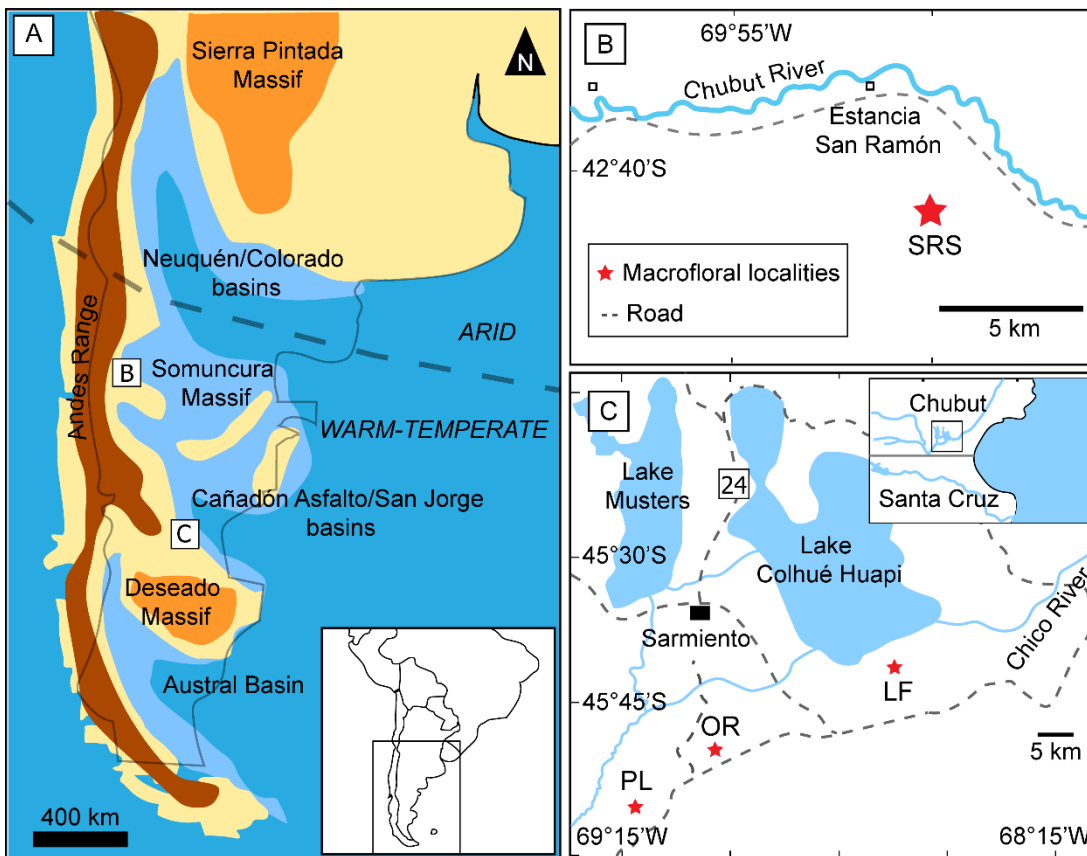 A
Sierra Pintada
Massif
N
Neuquén/Colorado
basins
ARID
Andes Range
B
Somuncura
Massif
WARM-TEMPERATE
Cañadón Asfalto/San Jorge
basins
C
Deseado
Massif
Austral Basin
400 km
B
69°55'W
Chubut River
Estancia
San Ramón
42°40'S
SRS
Macrofloral localities
Road
5 km
C
Chubut
Santa Cruz
Lake
Musters
24
45°30'S
Lake
Colhué Huapi
Sarmiento
Chico River
45°45'S
LF
OR
5 km
PL
69°15'W
68°15'W